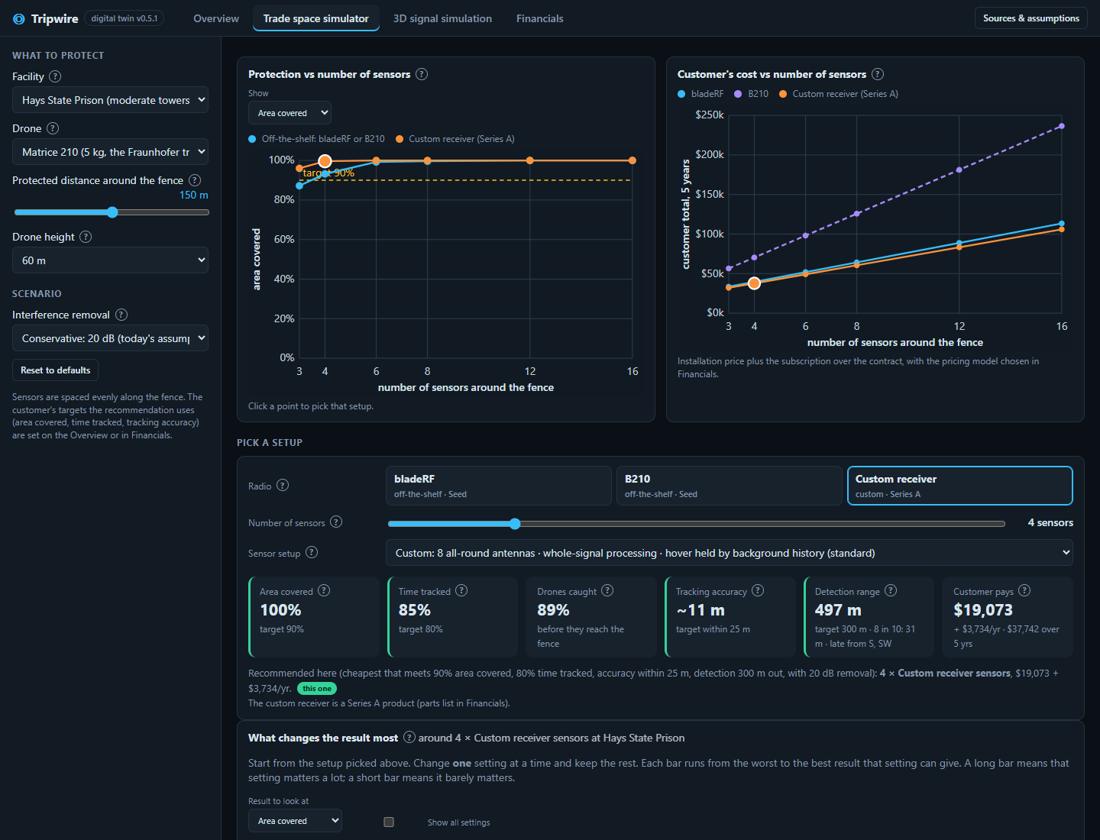 Tripwire
digital twin v0.5.1
Overview
Trade space simulator
3D signal simulation
Financials
Sources & assumptions
WHAT TO PROTECT
Facility ?
Hays State Prison (moderate towers
Drone ?
Matrice 210 (5 kg, the Fraunhofer tr
Protected distance around the fence ?
150 m
Drone height ?
60 m
SCENARIO
Interference removal ?
Conservative: 20 dB (today's assump
Reset to defaults
Sensors are spaced evenly along the fence. The
customer's targets the recommendation uses
(area covered, time tracked, tracking accuracy)
are set on the Overview or in Financials.
Protection vs number of sensors ?
Show
Area covered
Off-the-shelf: bladeRF or B210
Custom receiver (Series A)
100%
target 90%
80%
60%
40%
20%
0%
area covered
3 4 6 8 12 16
number of sensors around the fence
Click a point to pick that setup.
Customer's cost vs number of sensors ?
bladeRF
B210
Custom receiver (Series A)
$250k
$200k
$150k
$100k
$50k
$0k
customer total, 5 years
3 4 6 8 12 16
number of sensors around the fence
Installation price plus the subscription over the contract, with the pricing model chosen in
Financials.
PICK A SETUP
Radio ?
bladeRF
off-the-shelf · Seed
B210
off-the-shelf · Seed
Custom receiver
custom · Series A
Number of sensors ?
4 sensors
Sensor setup ?
Custom: 8 all-round antennas · whole-signal processing · hover held by background history (standard)
Area covered ?
100%
target 90%
Time tracked ?
85%
target 80%
Drones caught ?
89%
before they reach the
fence
Tracking accuracy ?
~11 m
target within 25 m
Detection range ?
497 m
target 300 m · 8 in 10: 31
m · late from S, SW
Customer pays ?
$19,073
+ $3,734/yr · $37,742 over
5 yrs
Recommended here (cheapest that meets 90% area covered, 80% time tracked, accuracy within 25 m, detection 300 m out, with 20 dB removal): 4 × Custom receiver sensors, $19,073 +
$3,734/yr. this one
The custom receiver is a Series A product (parts list in Financials).
What changes the result most ? around 4 × Custom receiver sensors at Hays State Prison
Start from the setup picked above. Change one setting at a time and keep the rest. Each bar runs from the worst to the best result that setting can give. A long bar means that
setting matters a lot; a short bar means it barely matters.
Result to look at
Area covered
Show all settings